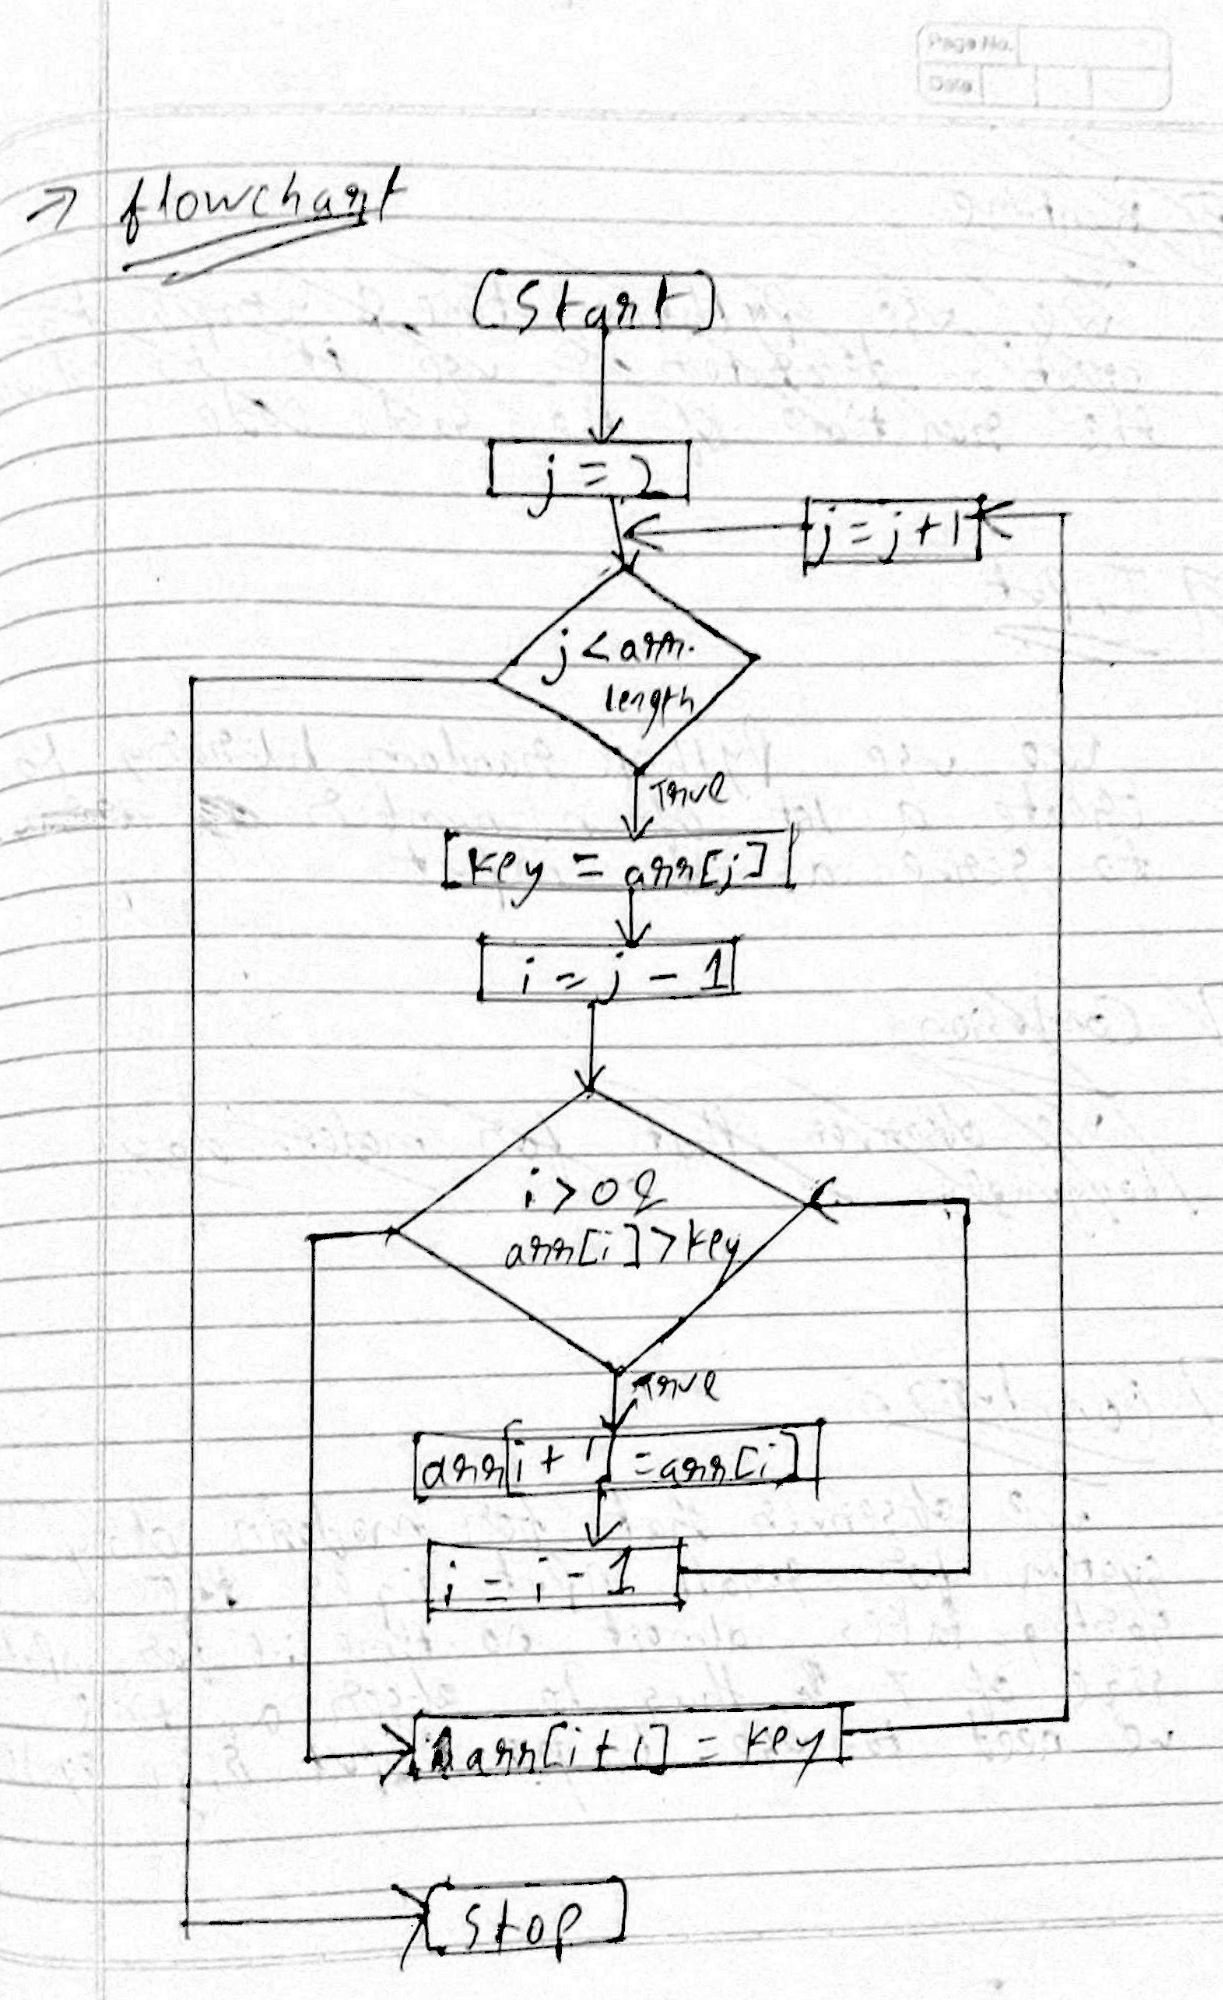 Page No.
Date
→ flowchart
Start
j = 2
j = j + 1
j < arr.
length
True
key = arr[j]
i = j - 1
i > 0 &
arr[i] > key
True
arr[i + 1] = arr[i]
i = i - 1
arr[i+1] = key
Stop